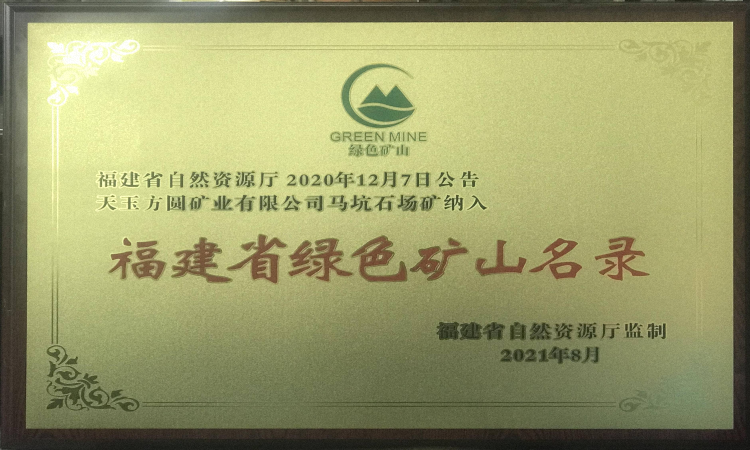 GREEN MINE
绿色矿山
福建省自然资源厅 2020年12月7日公告
天玉方圆矿业有限公司马坑石场矿纳入
福建省绿色矿山名录
福建省自然资源厅监制
2021年8月